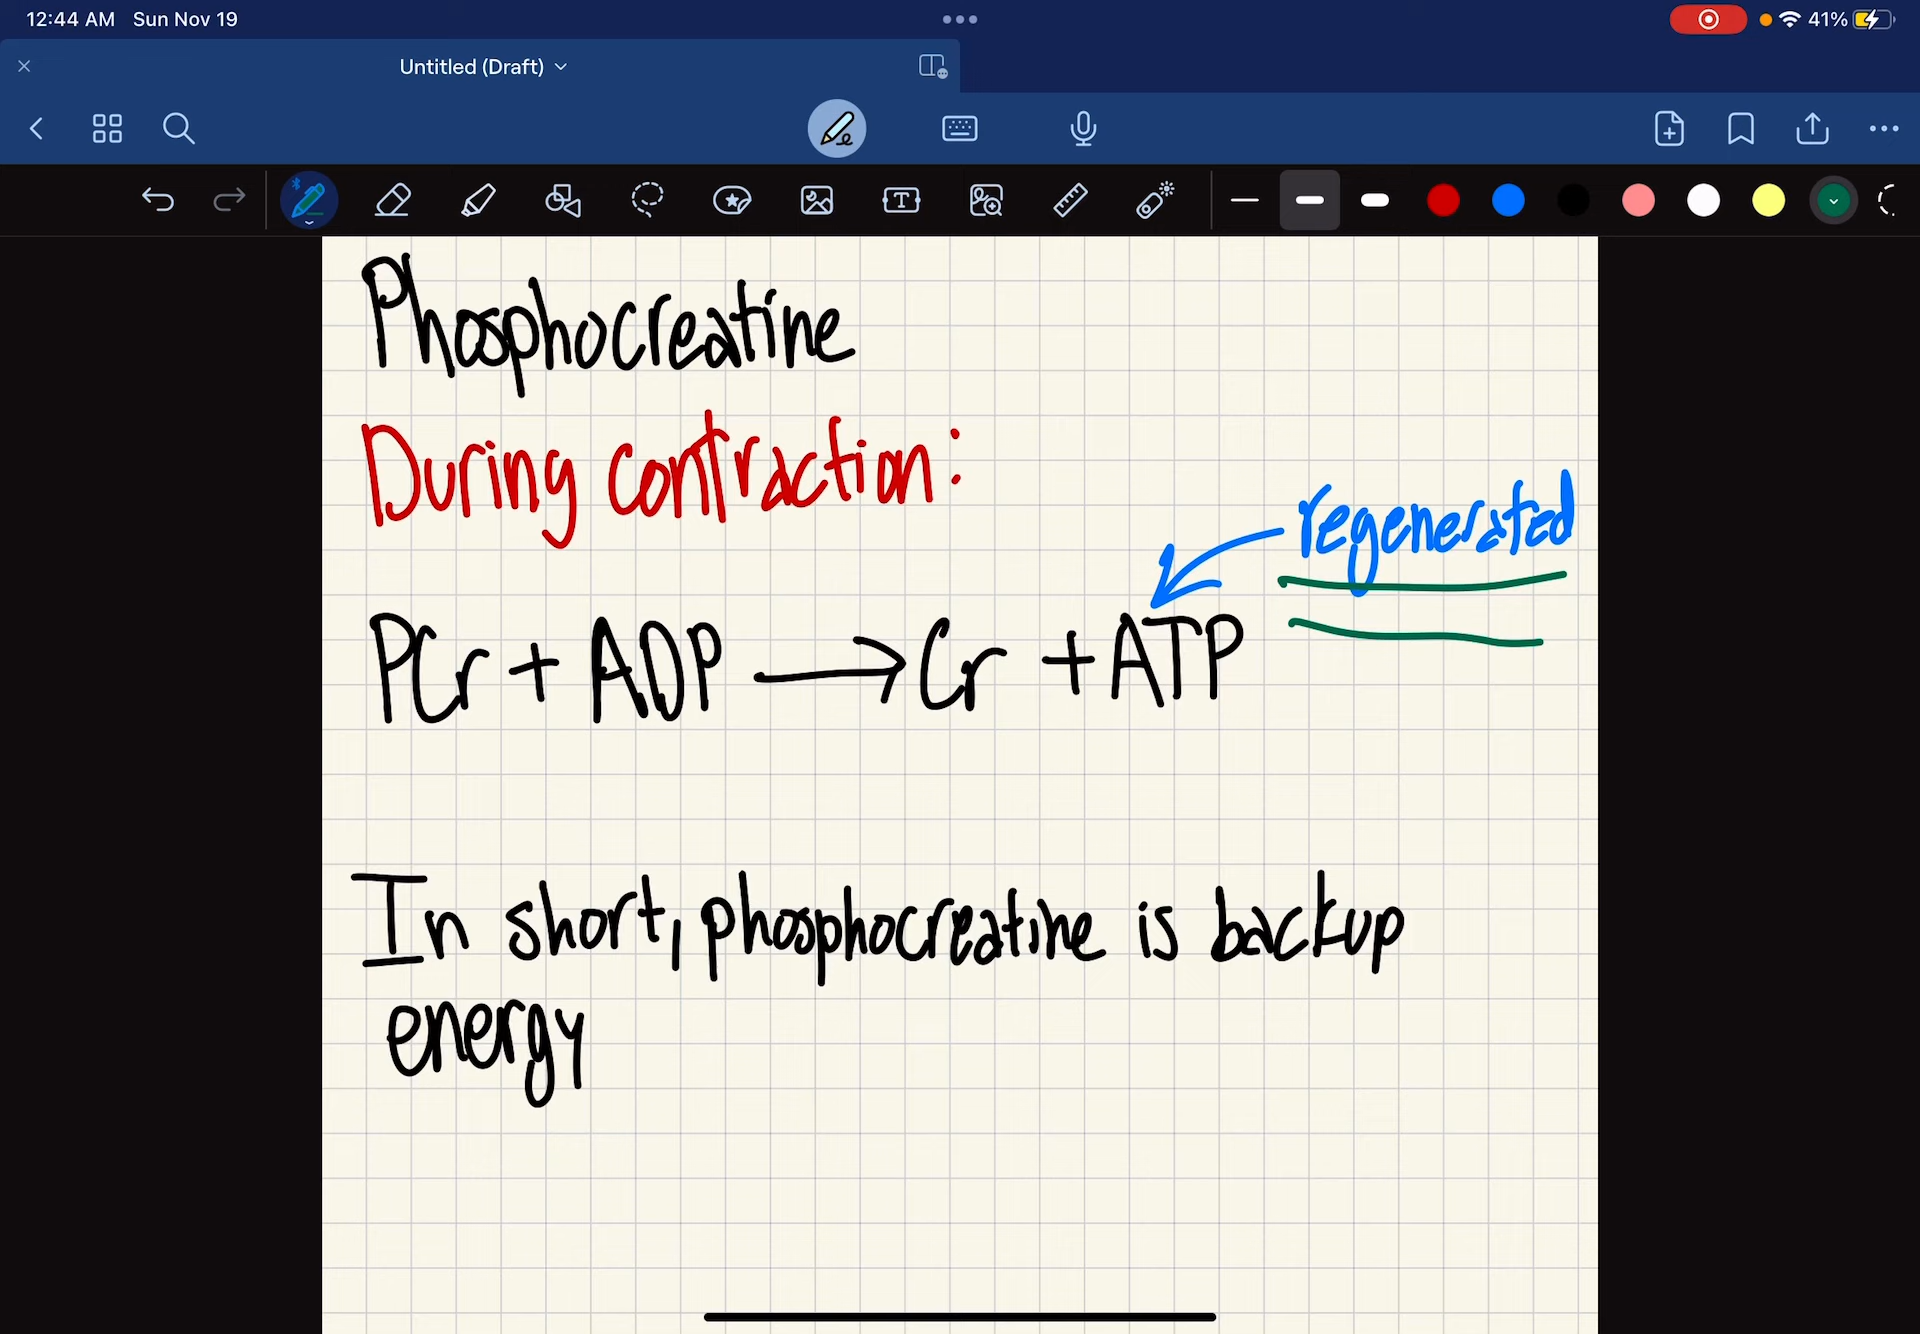 12:44 AM Sun Nov 19
41%
Untitled (Draft)
Phosphocreatine
During contraction:
regenerated
PCr + ADP → Cr + ATP
In short, phosphocreatine is backup
energy